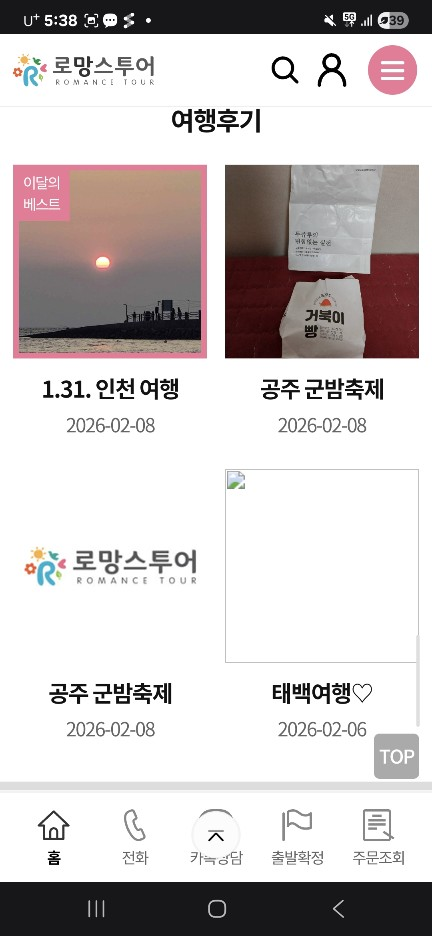 U+ 5:38
5G
39
로망스투어
ROMANCE TOUR
여행후기
이달의
베스트
거북이
빵
1.31. 인천 여행
공주 군밤축제
2026-02-08
2026-02-08
로망스투어
ROMANCE TOUR
공주 군밤축제
태백여행♡
2026-02-08
2026-02-06
TOP
홈
전화
카톡상담
출발확정
주문조회